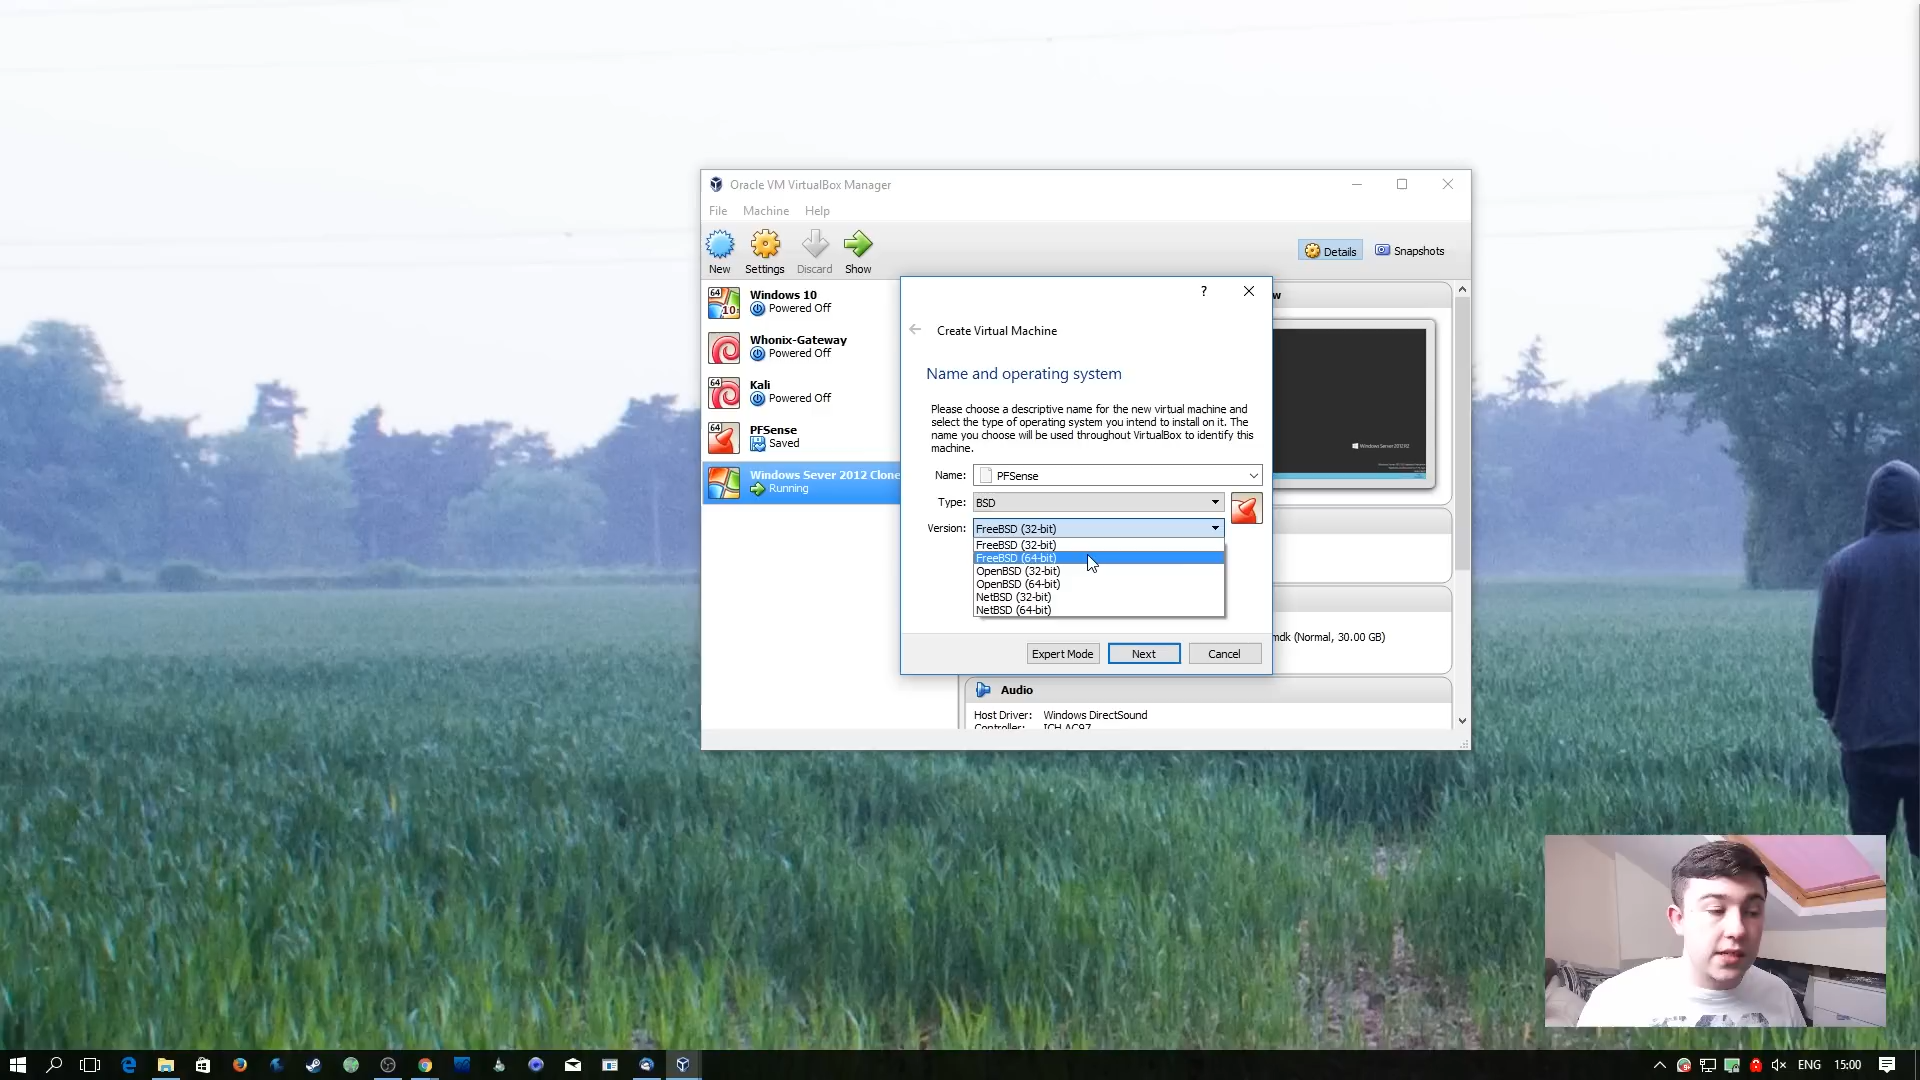 Oracle VM VirtualBox Manager
File Machine Help
New Settings Discard Show
Details Snapshots
64 Windows 10
10
Powered Off
Whonix-Gateway
Powered Off
64 Kali
Powered Off
64 PFSense
Saved
Windows Sever 2012 Clone
Running
?
Create Virtual Machine
Name and operating system
Please choose a descriptive name for the new virtual machine and
select the type of operating system you intend to install on it. The
name you choose will be used throughout VirtualBox to identify this
machine.
Name: PFSense
Type: BSD
Version: FreeBSD (32-bit)
FreeBSD (32-bit)
FreeBSD (64-bit)
OpenBSD (32-bit)
OpenBSD (64-bit)
NetBSD (32-bit)
NetBSD (64-bit)
Expert Mode Next Cancel
w
Windows Server 2012 R2
mdk (Normal, 30.00 GB)
Audio
Host Driver: Windows DirectSound
Controller: ICH AC97
ENG 15:00